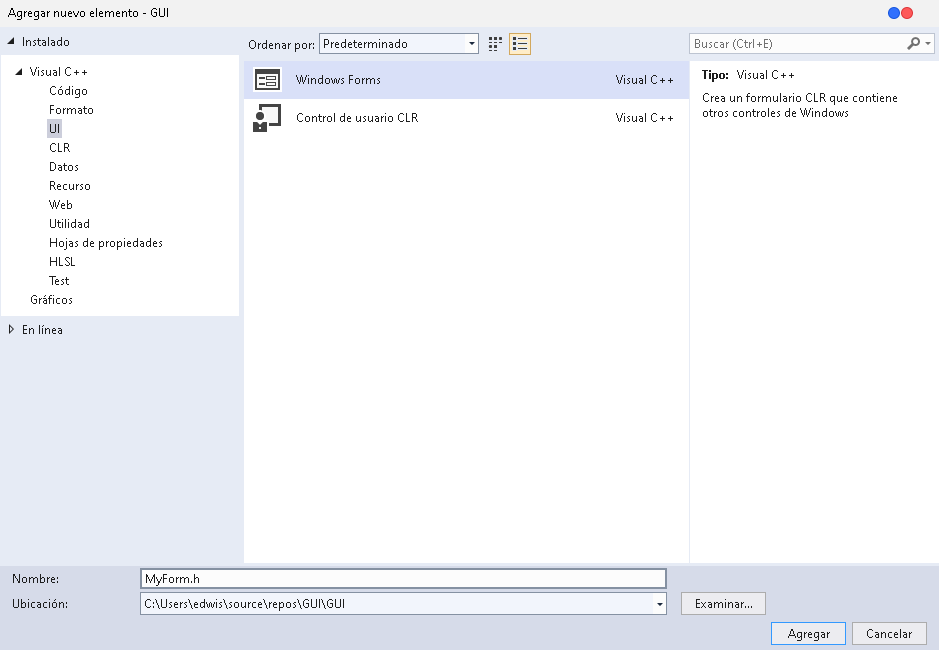 Agregar nuevo elemento - GUI
Instalado
Visual C++
Código
Formato
UI
CLR
Datos
Recurso
Web
Utilidad
Hojas de propiedades
HLSL
Test
Gráficos
En línea
Ordenar por: Predeterminado
Windows Forms Visual C++
Control de usuario CLR Visual C++
Buscar (Ctrl+E)
Tipo: Visual C++
Crea un formulario CLR que contiene
otros controles de Windows
Nombre: MyForm.h
Ubicación: C:\Users\edwis\source\repos\GUI\GUI Examinar...
Agregar Cancelar